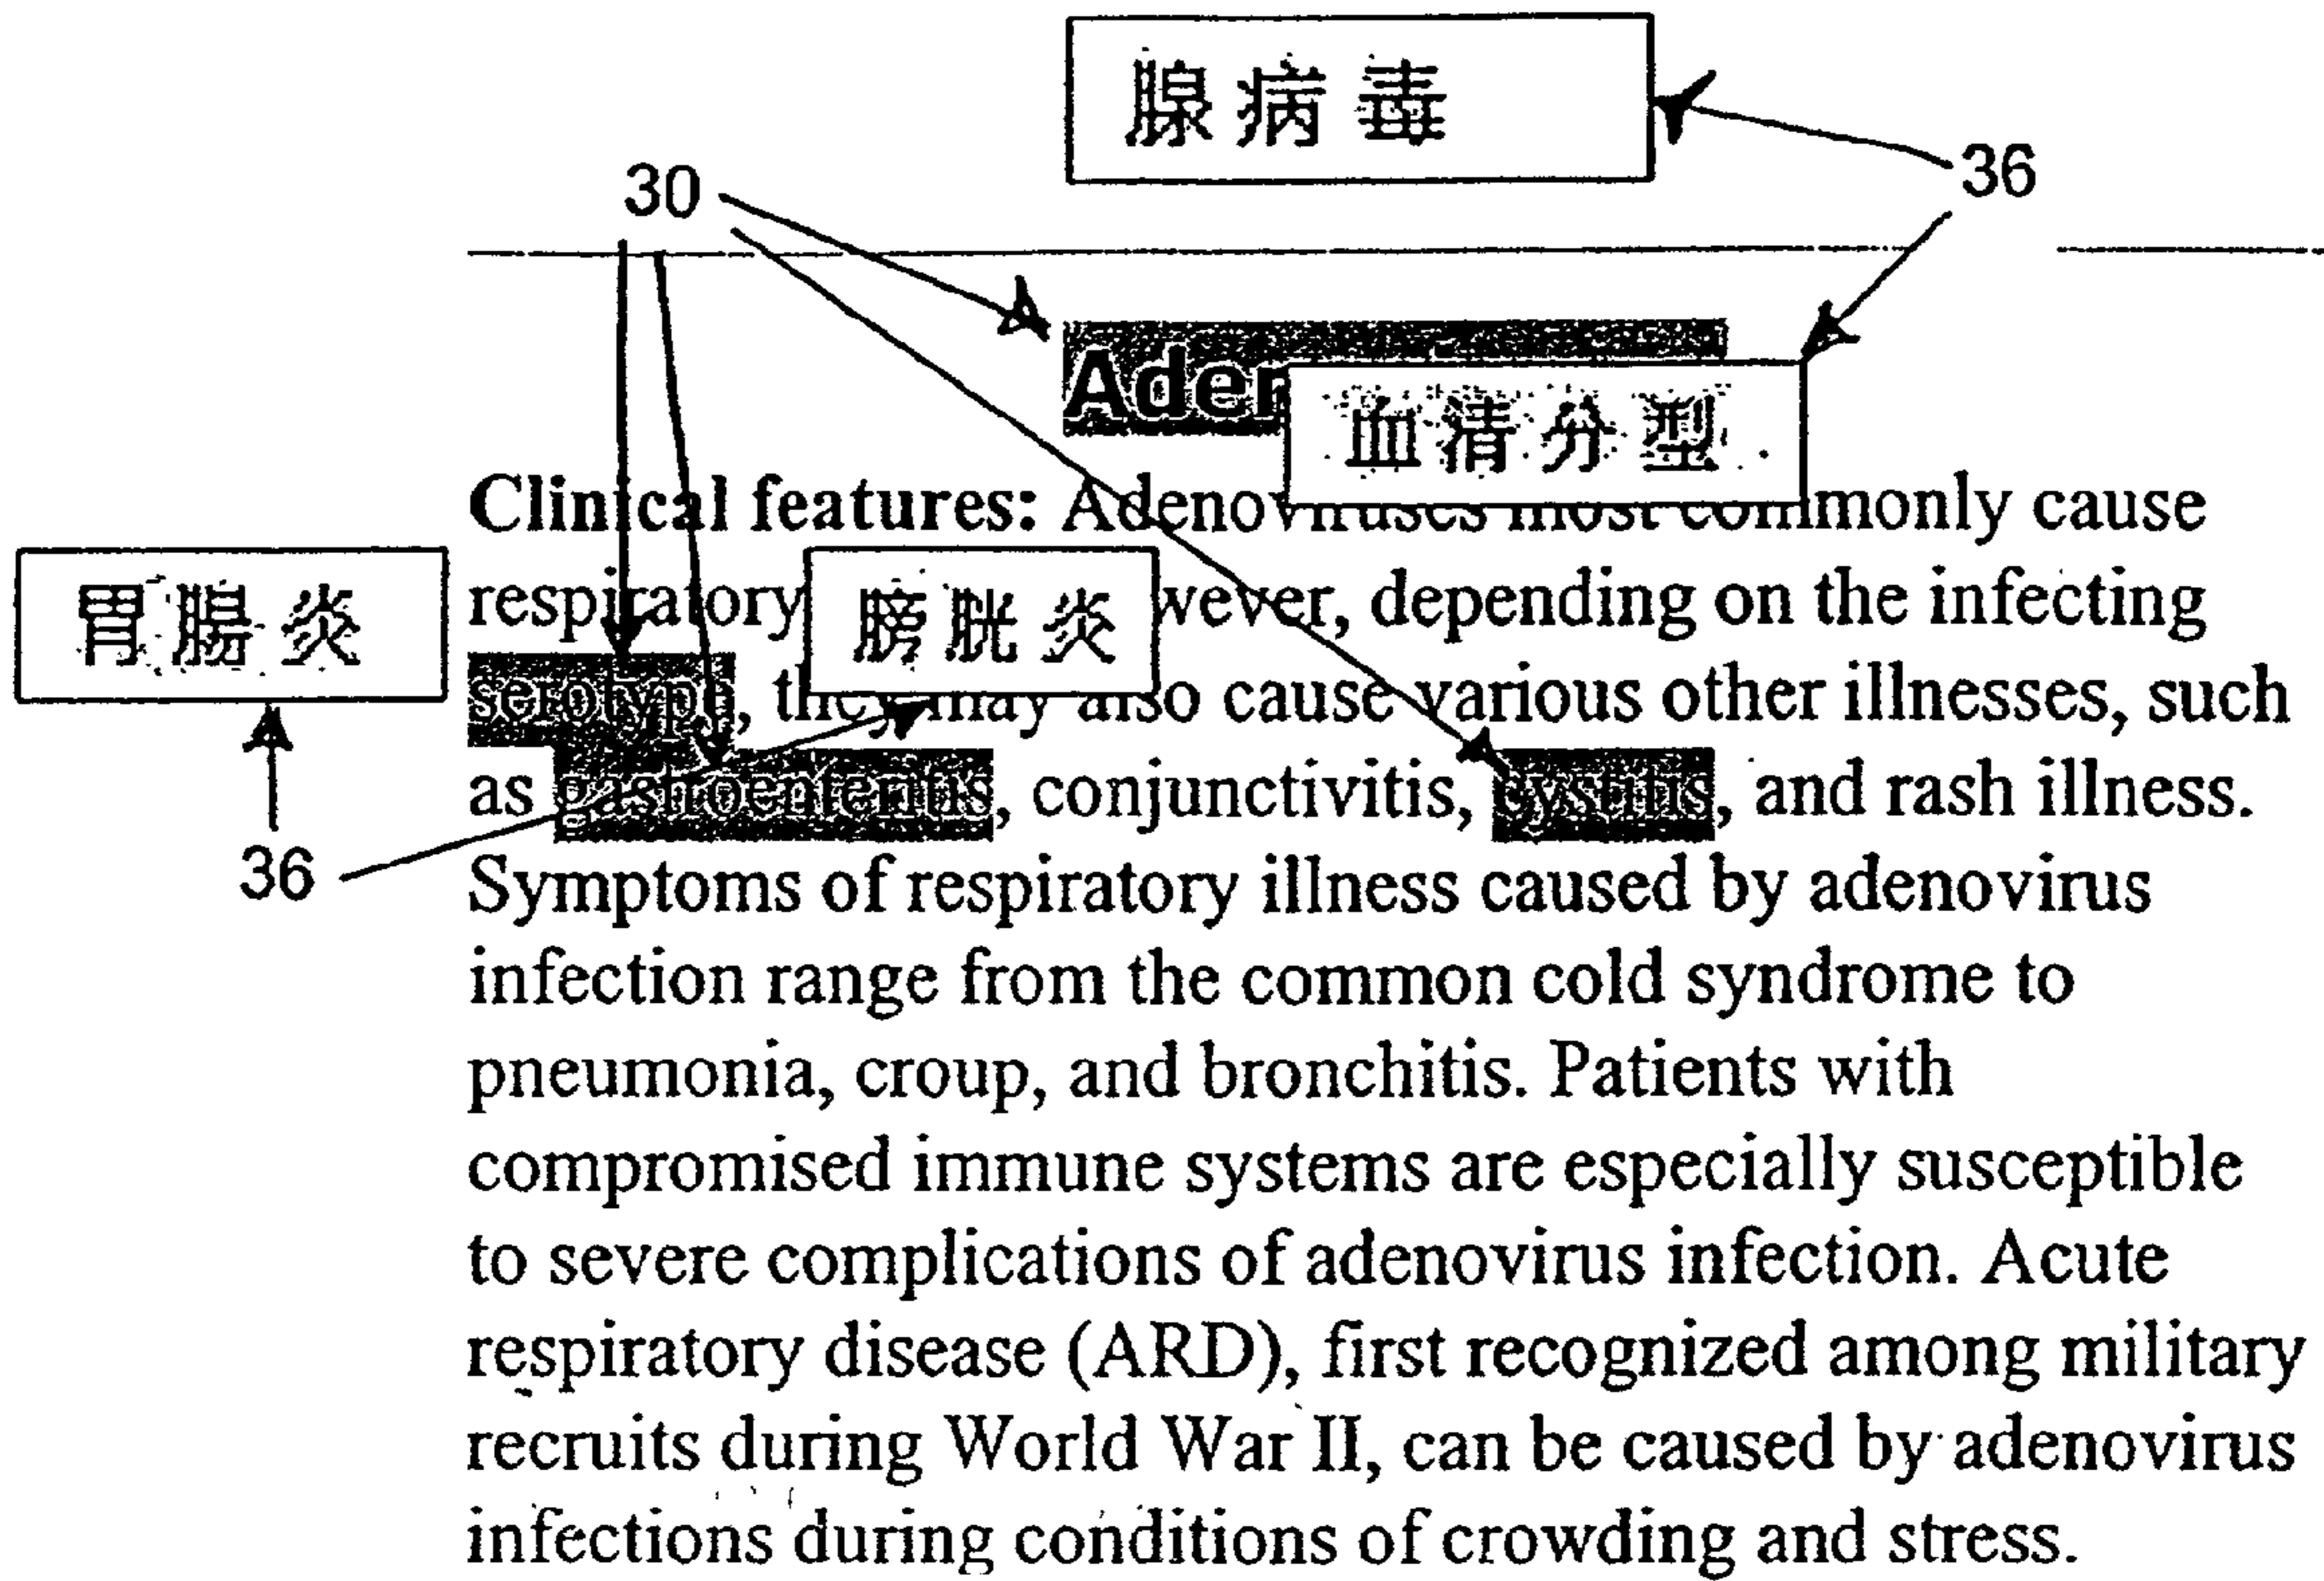 腺病毒
30
36
Ader
血清分型
Clinical features: Adenoviruses most commonly cause
胃腸炎
respiratory
膀胱炎
wever, depending on the infecting
serotype, they may also cause various other illnesses, such
as gastroenteritis, conjunctivitis, cystitis, and rash illness.
36
Symptoms of respiratory illness caused by adenovirus
infection range from the common cold syndrome to
pneumonia, croup, and bronchitis. Patients with
compromised immune systems are especially susceptible
to severe complications of adenovirus infection. Acute
respiratory disease (ARD), first recognized among military
recruits during World War II, can be caused by adenovirus
infections during conditions of crowding and stress.